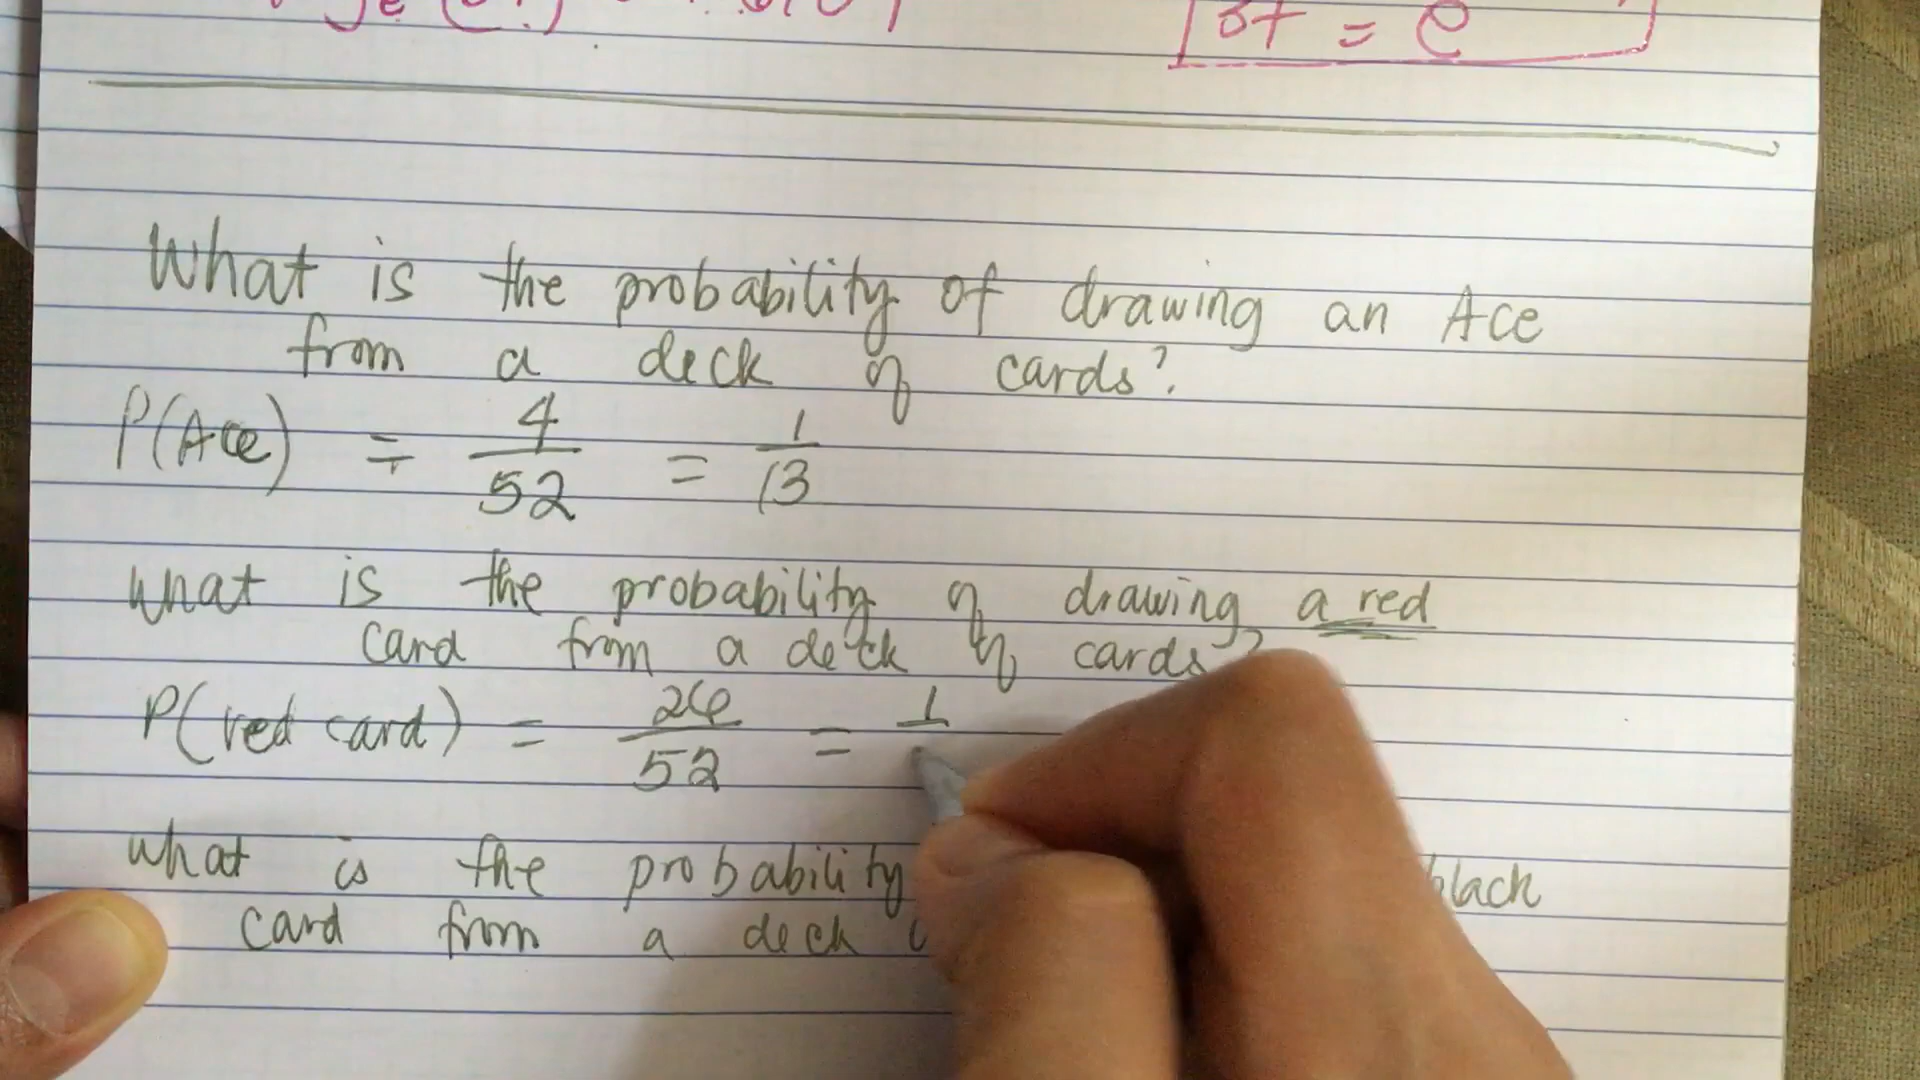 3t = e
What is the probability of drawing an Ace
from a deck of cards?
P(Ace) = 4/52 = 1/13
What is the probability of drawing a red
card from a deck of cards?
P(red card) = 26/52 = 1
What is the probability black
card from a deck